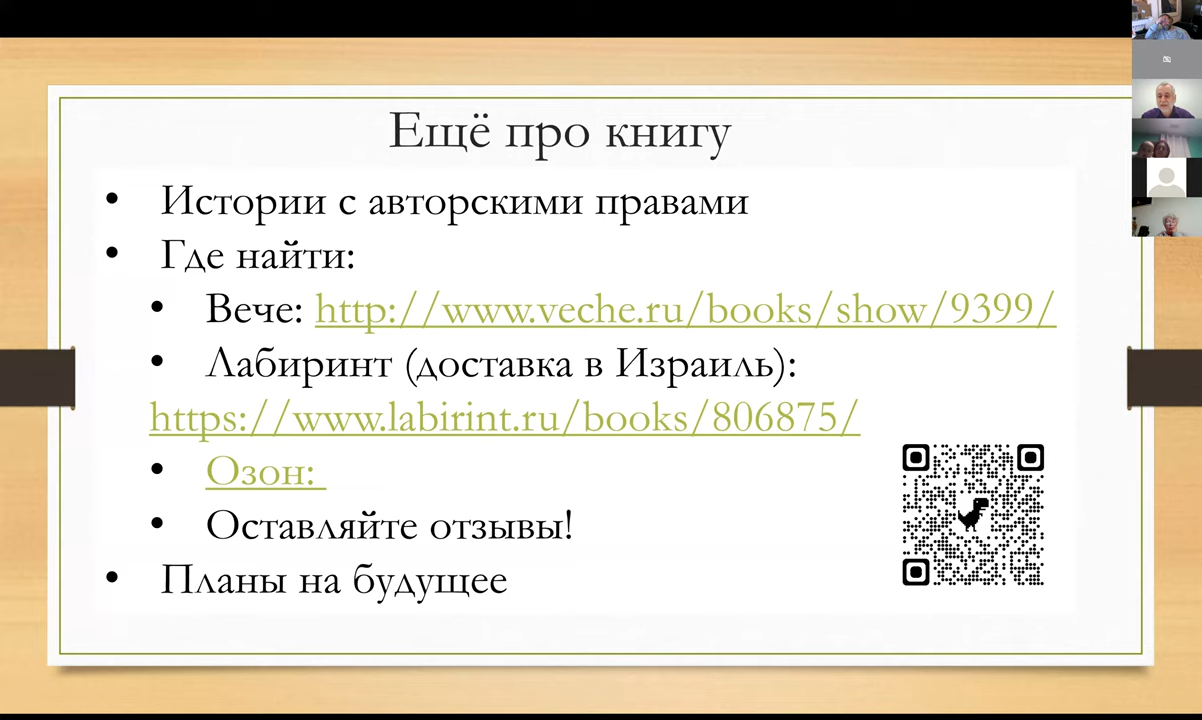 Ещё про книгу
• Истории с авторскими правами
• Где найти:
• Вече: http://www.veche.ru/books/show/9399/
• Лабиринт (доставка в Израиль):
https://www.labirint.ru/books/806875/
• Озон:
• Оставляйте отзывы!
• Планы на будущее